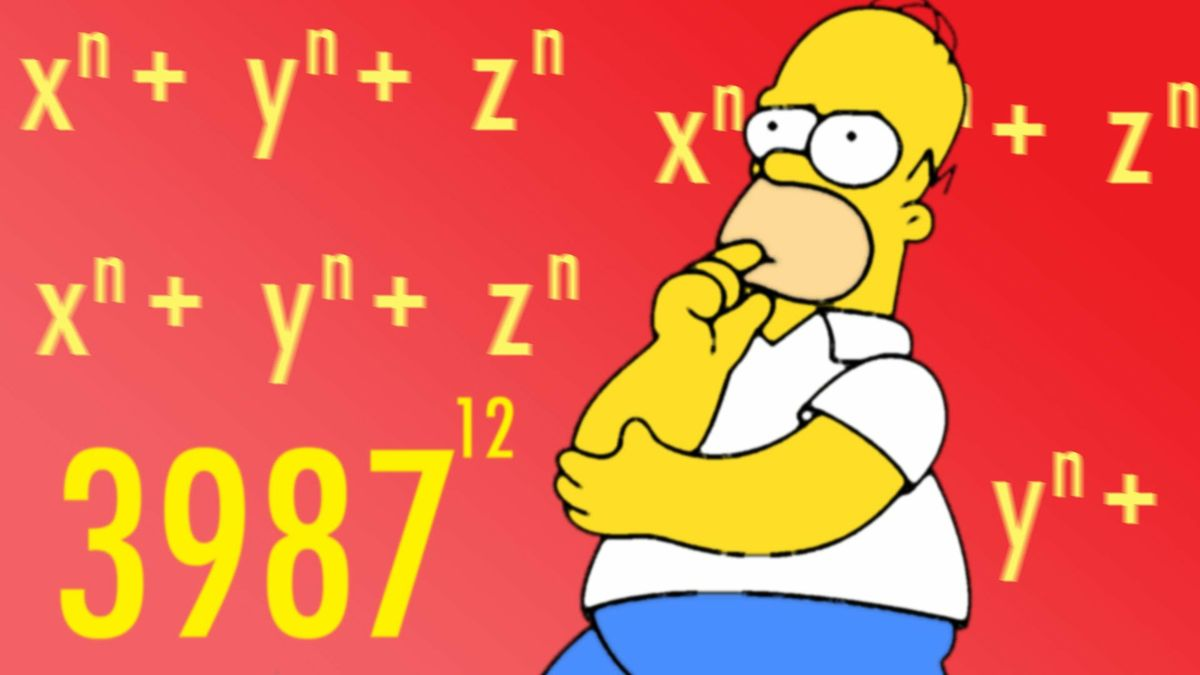 xⁿ + yⁿ + zⁿ
xⁿ + zⁿ
xⁿ + yⁿ + zⁿ
3987¹²
yⁿ +